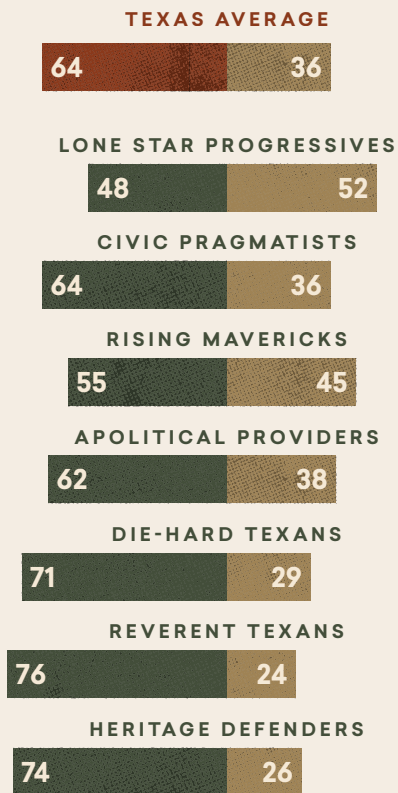 TEXAS AVERAGE
64 36
LONE STAR PROGRESSIVES
48 52
CIVIC PRAGMATISTS
64 36
RISING MAVERICKS
55 45
APOLITICAL PROVIDERS
62 38
DIE-HARD TEXANS
71 29
REVERENT TEXANS
76 24
HERITAGE DEFENDERS
74 26